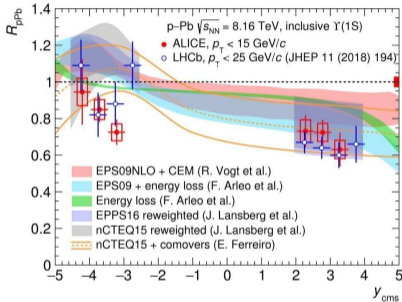 R_pPb
1.4
1.2
1
0.8
0.6
0.4
0.2
0
p–Pb √s_NN = 8.16 TeV, inclusive ϒ(1S)
ALICE, p_T < 15 GeV/c
LHCb, p_T < 25 GeV/c (JHEP 11 (2018) 194)
EPS09NLO + CEM (R. Vogt et al.)
EPS09 + energy loss (F. Arleo et al.)
Energy loss (F. Arleo et al.)
EPPS16 reweighted (J. Lansberg et al.)
nCTEQ15 reweighted (J. Lansberg et al.)
nCTEQ15 + comovers (E. Ferreiro)
−5 −4 −3 −2 −1 0 1 2 3 4 5
y_cms